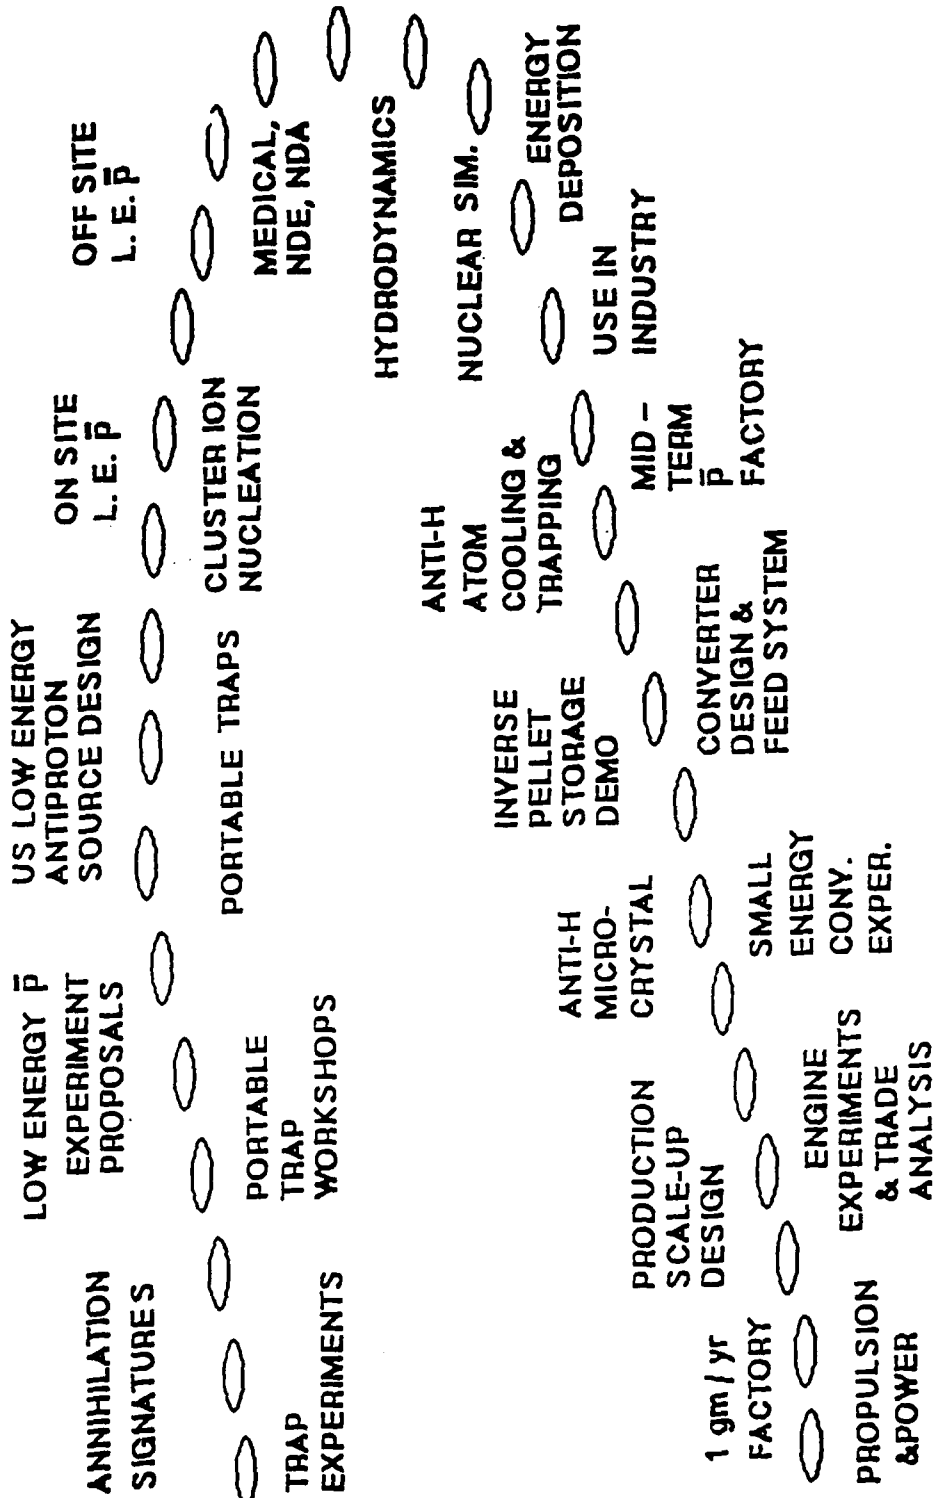 ANNIHILATION
SIGNATURES
TRAP
EXPERIMENTS
LOW ENERGY p̅
EXPERIMENT
PROPOSALS
PORTABLE
TRAP
WORKSHOPS
US LOW ENERGY
ANTIPROTON
SOURCE DESIGN
PORTABLE TRAPS
ON SITE
L. E. p̅
CLUSTER ION
NUCLEATION
OFF SITE
L. E. p̅
MEDICAL,
NDE, NDA
HYDRODYNAMICS
NUCLEAR SIM.
ENERGY
DEPOSITION
USE IN
INDUSTRY
ANTI-H
ATOM
COOLING &
TRAPPING
MID-
TERM
p̅
FACTORY
INVERSE
PELLET
STORAGE
DEMO
CONVERTER
DESIGN &
FEED SYSTEM
ANTI-H
MICRO-
CRYSTAL
SMALL
ENERGY
CONV.
EXPER.
PRODUCTION
SCALE-UP
DESIGN
ENGINE
EXPERIMENTS
& TRADE
ANALYSIS
1 gm / yr
FACTORY
PROPULSION
&POWER